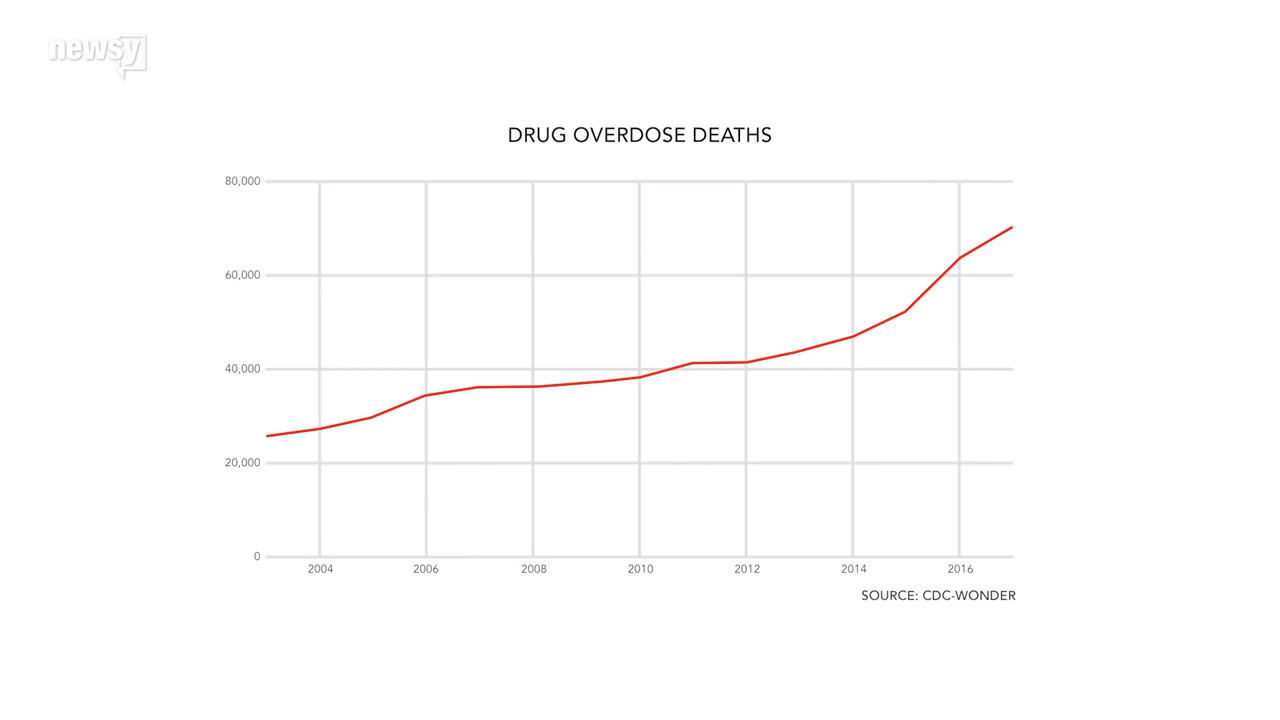 newsy
DRUG OVERDOSE DEATHS
80,000
60,000
40,000
20,000
0
2004 2006 2008 2010 2012 2014 2016
SOURCE: CDC-WONDER